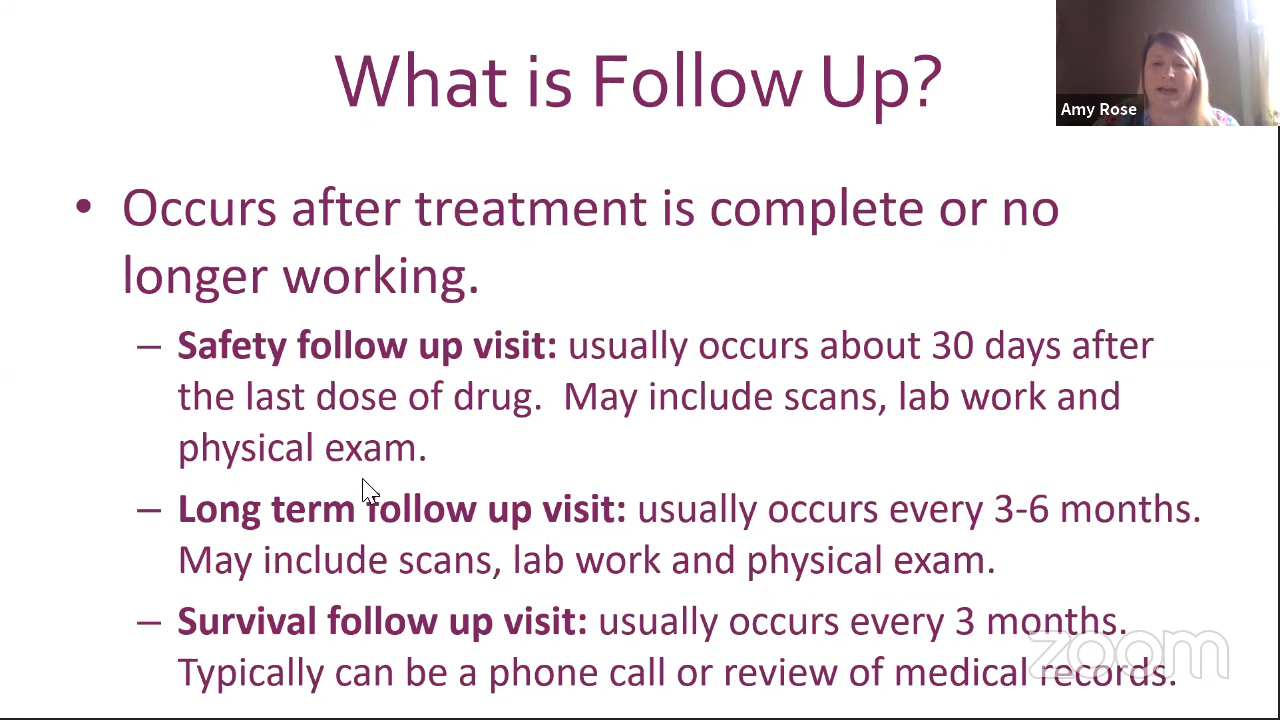 What is Follow Up?
Amy Rose
• Occurs after treatment is complete or no
longer working.
– Safety follow up visit: usually occurs about 30 days after
the last dose of drug.  May include scans, lab work and
physical exam.
– Long term follow up visit: usually occurs every 3-6 months.
May include scans, lab work and physical exam.
– Survival follow up visit: usually occurs every 3 months.
Typically can be a phone call or review of medical records.
zoom